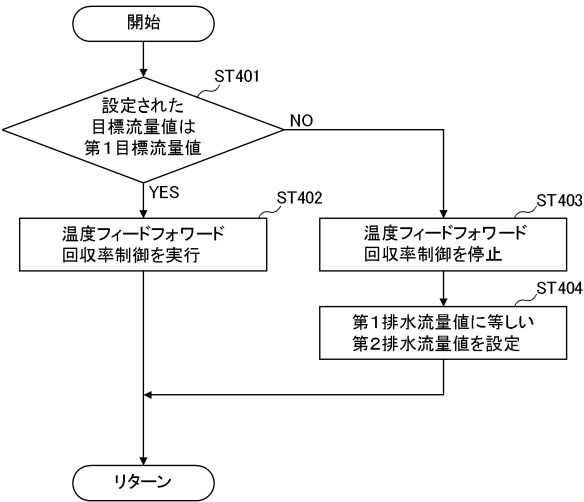 開始
ST401
設定された
目標流量値は
第1目標流量値
NO
YES
ST402
温度フィードフォワード
回収率制御を実行
ST403
温度フィードフォワード
回収率制御を停止
ST404
第1排水流量値に等しい
第2排水流量値を設定
リターン